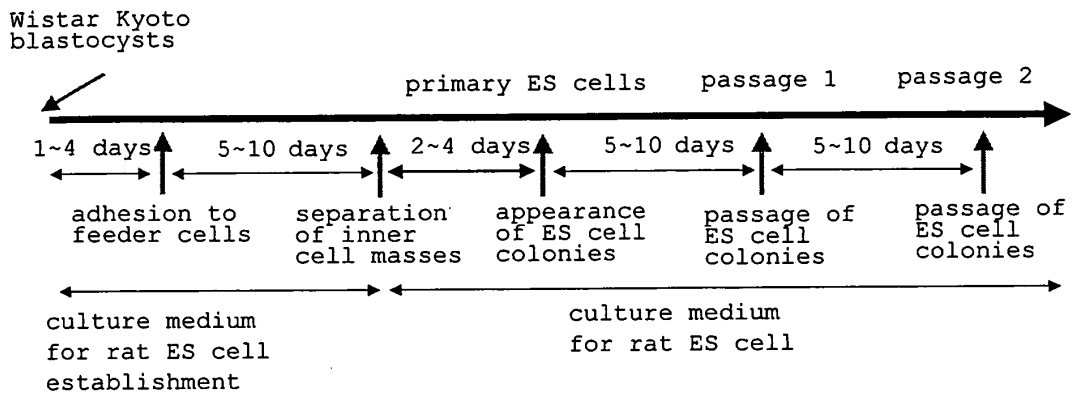 Wistar Kyoto
blastocysts
primary ES cells
passage 1
passage 2
1~4 days
5~10 days
2~4 days
5~10 days
5~10 days
adhesion to
feeder cells
separation
of inner
cell masses
appearance
of ES cell
colonies
passage of
ES cell
colonies
passage of
ES cell
colonies
culture medium
for rat ES cell
establishment
culture medium
for rat ES cell